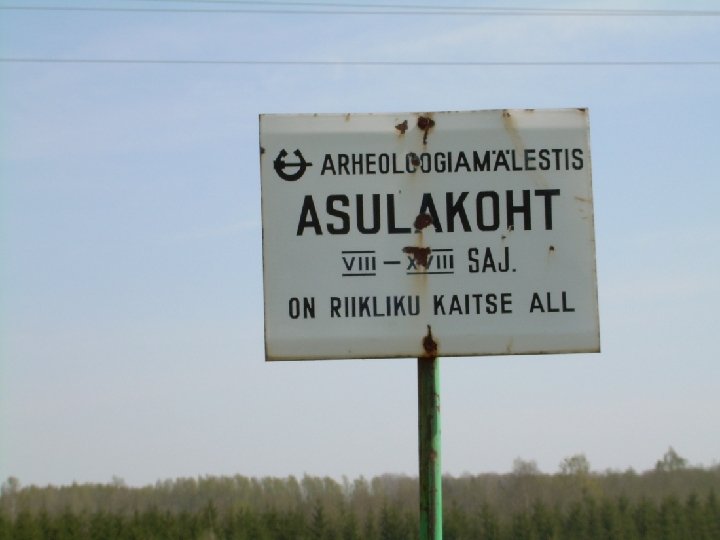 ARHEOLOOGIAMÄLESTIS
ASULAKOHT
VIII – XVIII SAJ.
ON RIIKLIKU KAITSE ALL